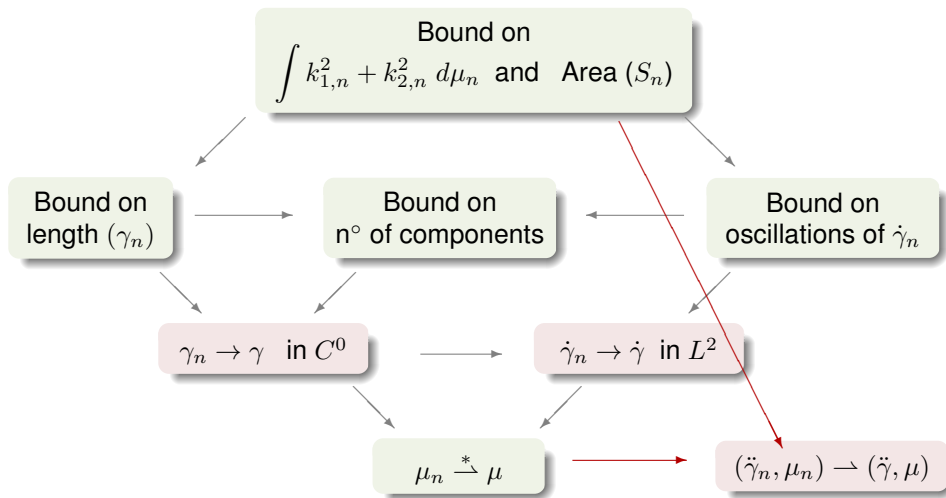 Bound on
∫ k²₁,ₙ + k²₂,ₙ dμₙ and Area (Sₙ)
Bound on
length (γₙ)
Bound on
n° of components
Bound on
oscillations of γ̇ₙ
γₙ → γ in C⁰
γ̇ₙ → γ̇ in L²
μₙ ⇀* μ
(γ̈ₙ, μₙ) ⇀ (γ̈, μ)